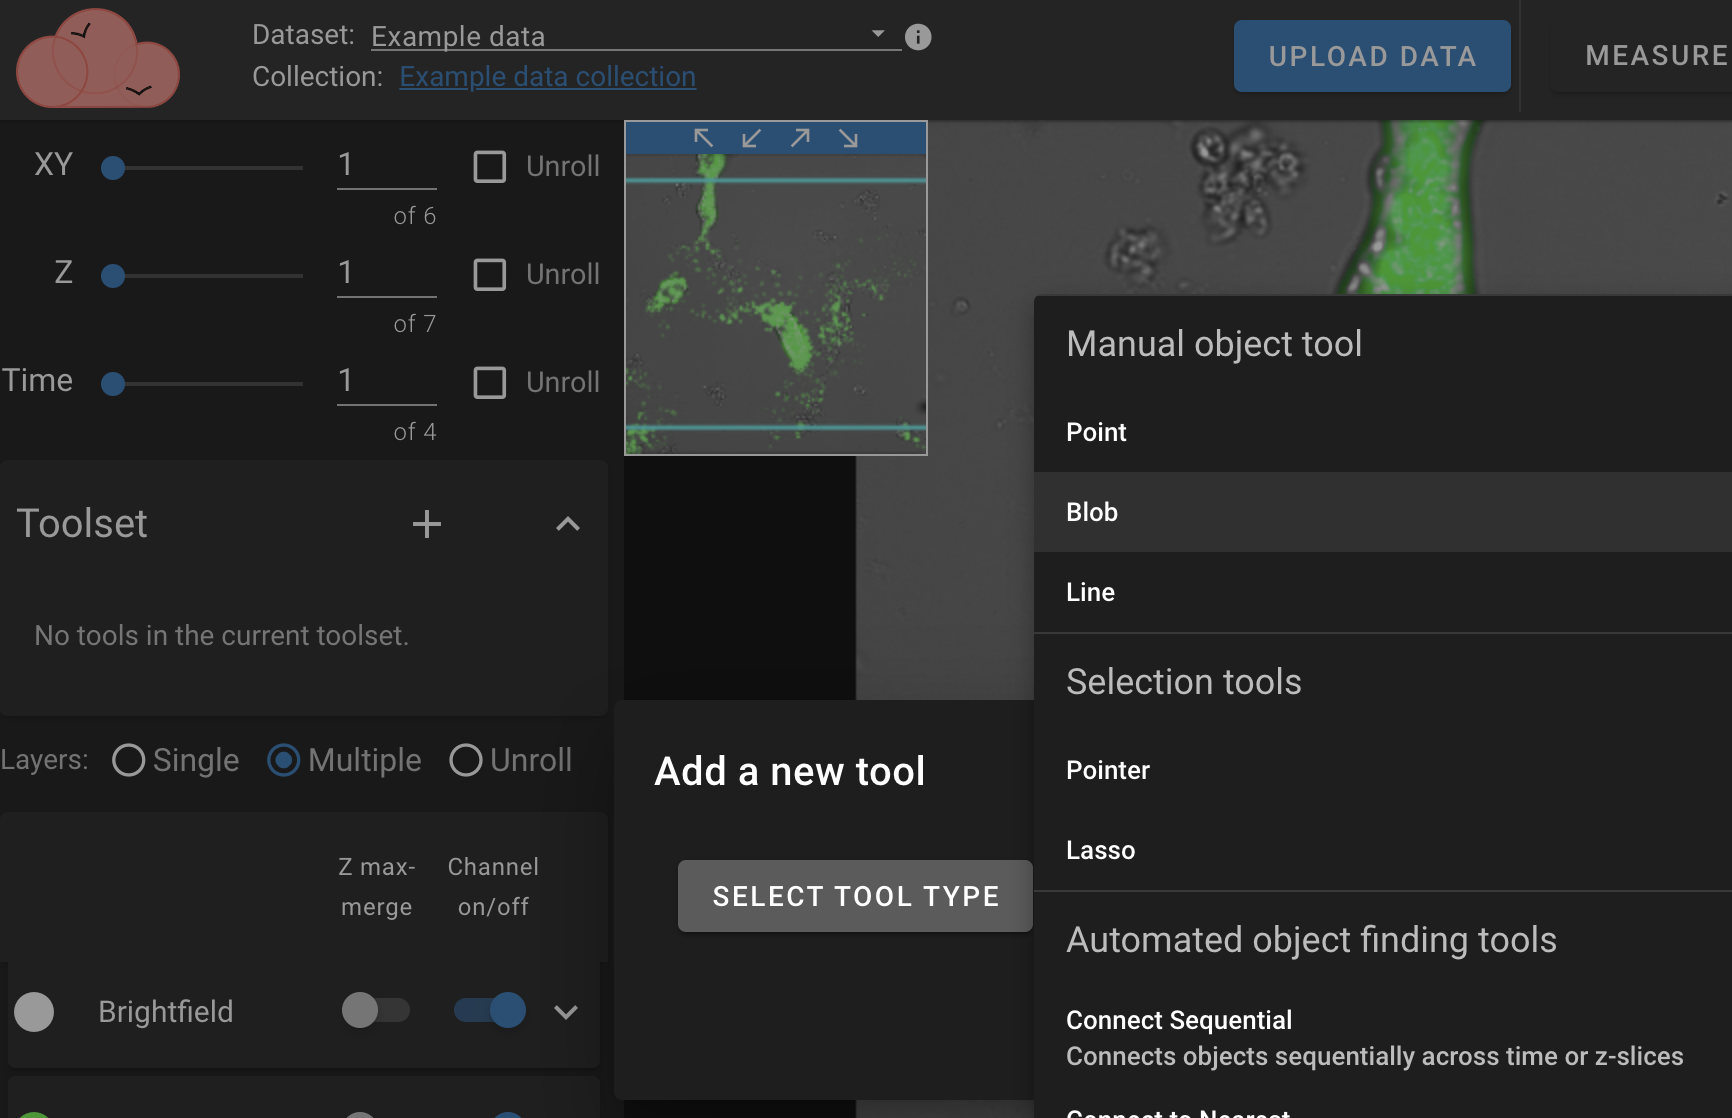 Dataset: Example data
Collection: Example data collection
UPLOAD DATA
MEASURE
XY 1 Unroll
of 6
Z 1 Unroll
of 7
Time 1 Unroll
of 4
Toolset
No tools in the current toolset.
Layers: Single Multiple Unroll
Z max-
merge
Channel
on/off
Brightfield
Add a new tool
SELECT TOOL TYPE
Manual object tool
Point
Blob
Line
Selection tools
Pointer
Lasso
Automated object finding tools
Connect Sequential
Connects objects sequentially across time or z-slices
Connect to Nearest